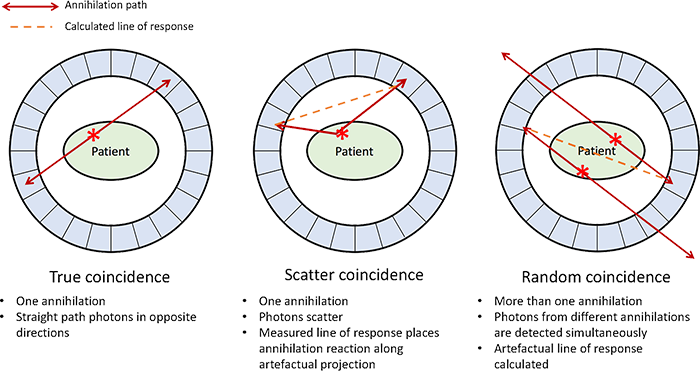 Annihilation path
Calculated line of response
Patient
Patient
Patient
True coincidence
• One annihilation
• Straight path photons in opposite
directions
Scatter coincidence
• One annihilation
• Photons scatter
• Measured line of response places
annihilation reaction along
artefactual projection
Random coincidence
• More than one annihilation
• Photons from different annihilations
are detected simultaneously
• Artefactual line of response
calculated